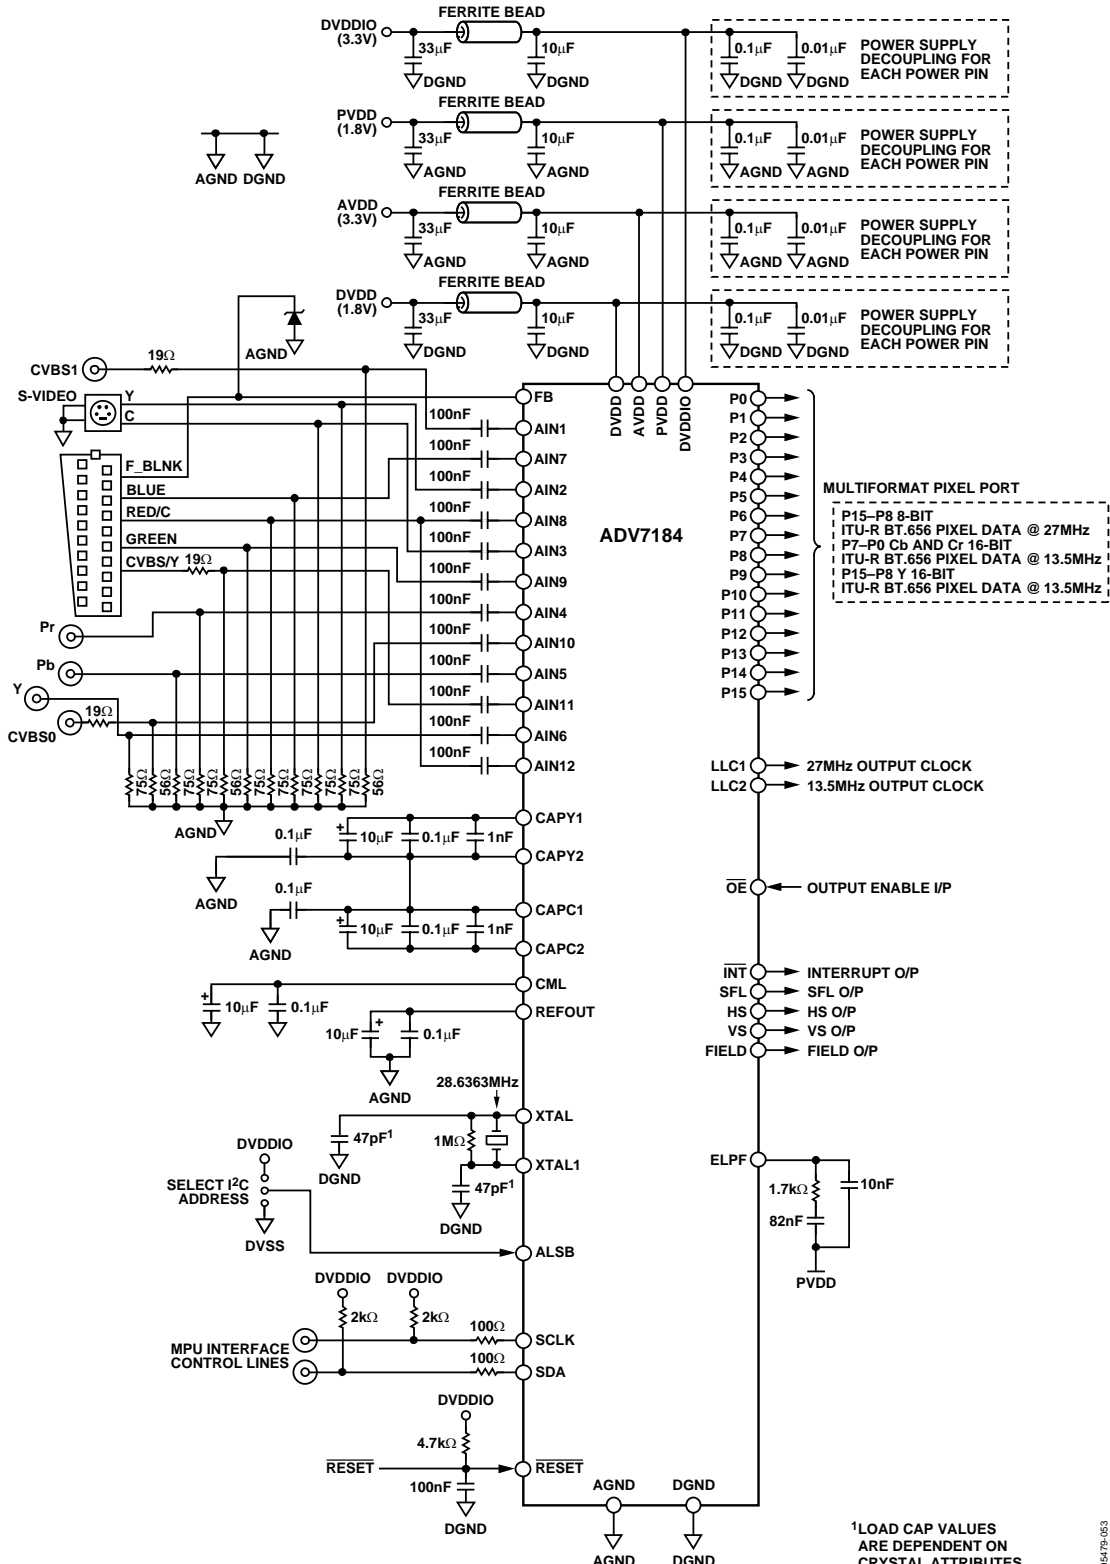 FERRITE BEAD
DVDDIO
(3.3V)
33μF
10μF
0.1μF
0.01μF
POWER SUPPLY
DECOUPLING FOR
EACH POWER PIN
DGND
DGND
DGND
DGND
FERRITE BEAD
PVDD
(1.8V)
33μF
10μF
0.1μF
0.01μF
POWER SUPPLY
DECOUPLING FOR
EACH POWER PIN
AGND
AGND
AGND
AGND
AGND DGND
FERRITE BEAD
AVDD
(3.3V)
33μF
10μF
0.1μF
0.01μF
POWER SUPPLY
DECOUPLING FOR
EACH POWER PIN
AGND
AGND
AGND
AGND
FERRITE BEAD
DVDD
(1.8V)
33μF
10μF
0.1μF
0.01μF
POWER SUPPLY
DECOUPLING FOR
EACH POWER PIN
DGND
DGND
DGND
DGND
AGND
CVBS1
19Ω
S-VIDEO
Y
C
F_BLNK
BLUE
RED/C
GREEN
CVBS/Y 19Ω
Pr
Pb
Y
CVBS0
19Ω
75Ω
56Ω
75Ω
75Ω
56Ω
75Ω
75Ω
75Ω
75Ω
75Ω
56Ω
AGND
FB
100nF
AIN1
100nF
AIN7
100nF
AIN2
100nF
AIN8
100nF
AIN3
100nF
AIN9
100nF
AIN4
100nF
AIN10
100nF
AIN5
100nF
AIN11
100nF
AIN6
100nF
AIN12
DVDD
AVDD
PVDD
DVDDIO
ADV7184
P0
P1
P2
P3
P4
P5
P6
P7
P8
P9
P10
P11
P12
P13
P14
P15
MULTIFORMAT PIXEL PORT
P15–P8 8-BIT
ITU-R BT.656 PIXEL DATA @ 27MHz
P7–P0 Cb AND Cr 16-BIT
ITU-R BT.656 PIXEL DATA @ 13.5MHz
P15–P8 Y 16-BIT
ITU-R BT.656 PIXEL DATA @ 13.5MHz
LLC1
27MHz OUTPUT CLOCK
LLC2
13.5MHz OUTPUT CLOCK
0.1μF
+
10μF
0.1μF
1nF
CAPY1
CAPY2
AGND
0.1μF
+
10μF
0.1μF
1nF
CAPC1
CAPC2
AGND
OE
OUTPUT ENABLE I/P
INT
INTERRUPT O/P
SFL
SFL O/P
HS
HS O/P
VS
VS O/P
FIELD
FIELD O/P
CML
+
10μF
0.1μF
REFOUT
10μF
+
0.1μF
AGND
28.6363MHz
XTAL
47pF1
1MΩ
DGND
XTAL1
47pF1
DGND
DVDDIO
SELECT I2C
ADDRESS
DVSS
ALSB
ELPF
1.7kΩ
10nF
82nF
PVDD
DVDDIO
DVDDIO
2kΩ
2kΩ
MPU INTERFACE
CONTROL LINES
100Ω
SCLK
100Ω
SDA
DVDDIO
4.7kΩ
RESET
RESET
100nF
DGND
AGND
DGND
AGND
DGND
1LOAD CAP VALUES
ARE DEPENDENT ON
CRYSTAL ATTRIBUTES
05479-053